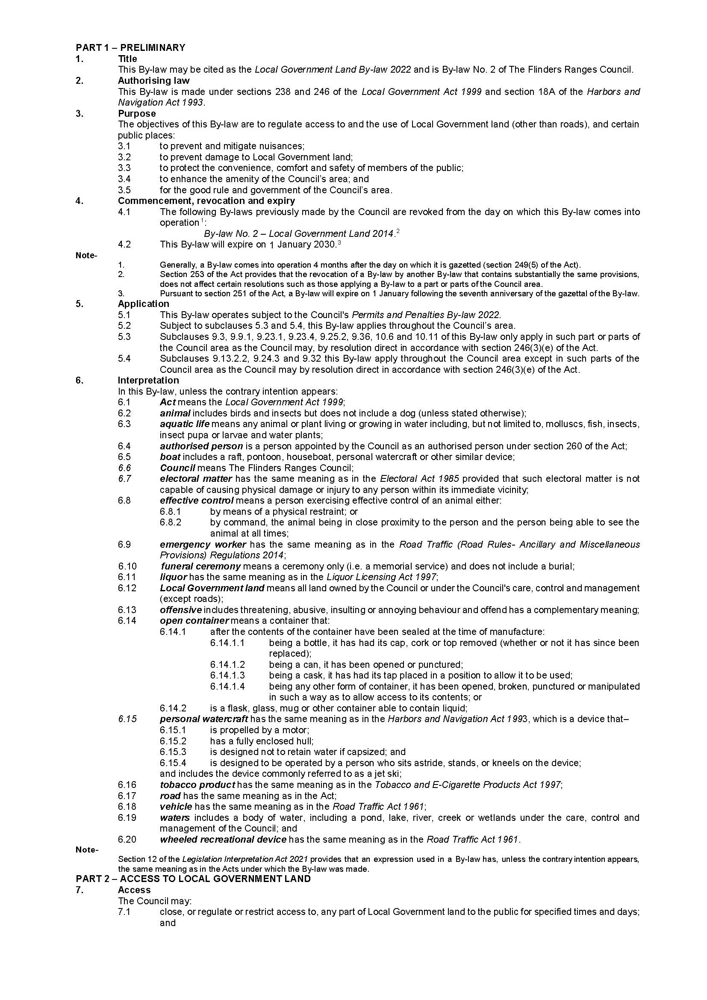 PART 1 – PRELIMINARY
1. Title
This By-law may be cited as the Local Government Land By-law 2022 and is By-law No. 2 of The Flinders Ranges Council.
2. Authorising law
This By-law is made under sections 238 and 246 of the Local Government Act 1999 and section 18A of the Harbors and
Navigation Act 1993.
3. Purpose
The objectives of this By-law are to regulate access to and the use of Local Government land (other than roads), and certain
public places:
3.1 to prevent and mitigate nuisances;
3.2 to prevent damage to Local Government land;
3.3 to protect the convenience, comfort and safety of members of the public;
3.4 to enhance the amenity of the Council's area; and
3.5 for the good rule and government of the Council's area.
4. Commencement, revocation and expiry
4.1 The following By-laws previously made by the Council are revoked from the day on which this By-law comes into
operation 1:
By-law No. 2 – Local Government Land 2014.2
4.2 This By-law will expire on 1 January 2030.3
Note-
1. Generally, a By-law comes into operation 4 months after the day on which it is gazetted (section 249(5) of the Act).
2. Section 253 of the Act provides that the revocation of a By-law by another By-law that contains substantially the same provisions,
does not affect certain resolutions such as those applying a By-law to a part or parts of the Council area.
3. Pursuant to section 251 of the Act, a By-law will expire on 1 January following the seventh anniversary of the gazettal of the By-law.
5. Application
5.1 This By-law operates subject to the Council's Permits and Penalties By-law 2022.
5.2 Subject to subclauses 5.3 and 5.4, this By-law applies throughout the Council's area.
5.3 Subclauses 9.3, 9.9.1, 9.23.1, 9.23.4, 9.25.2, 9.36, 10.6 and 10.11 of this By-law only apply in such part or parts of
the Council area as the Council may, by resolution direct in accordance with section 246(3)(e) of the Act.
5.4 Subclauses 9.13.2.2, 9.24.3 and 9.32 this By-law apply throughout the Council area except in such parts of the
Council area as the Council may by resolution direct in accordance with section 246(3)(e) of the Act.
6. Interpretation
In this By-law, unless the contrary intention appears:
6.1 Act means the Local Government Act 1999;
6.2 animal includes birds and insects but does not include a dog (unless stated otherwise);
6.3 aquatic life means any animal or plant living or growing in water including, but not limited to, molluscs, fish, insects,
insect pupa or larvae and water plants;
6.4 authorised person is a person appointed by the Council as an authorised person under section 260 of the Act;
6.5 boat includes a raft, pontoon, houseboat, personal watercraft or other similar device;
6.6 Council means The Flinders Ranges Council;
6.7 electoral matter has the same meaning as in the Electoral Act 1985 provided that such electoral matter is not
capable of causing physical damage or injury to any person within its immediate vicinity;
6.8 effective control means a person exercising effective control of an animal either:
6.8.1 by means of a physical restraint; or
6.8.2 by command, the animal being in close proximity to the person and the person being able to see the
animal at all times;
6.9 emergency worker has the same meaning as in the Road Traffic (Road Rules- Ancillary and Miscellaneous
Provisions) Regulations 2014;
6.10 funeral ceremony means a ceremony only (i.e. a memorial service) and does not include a burial;
6.11 liquor has the same meaning as in the Liquor Licensing Act 1997;
6.12 Local Government land means all land owned by the Council or under the Council's care, control and management
(except roads);
6.13 offensive includes threatening, abusive, insulting or annoying behaviour and offend has a complementary meaning;
6.14 open container means a container that:
6.14.1 after the contents of the container have been sealed at the time of manufacture:
6.14.1.1 being a bottle, it has had its cap, cork or top removed (whether or not it has since been
replaced);
6.14.1.2 being a can, it has been opened or punctured;
6.14.1.3 being a cask, it has had its tap placed in a position to allow it to be used;
6.14.1.4 being any other form of container, it has been opened, broken, punctured or manipulated
in such a way as to allow access to its contents; or
6.14.2 is a flask, glass, mug or other container able to contain liquid;
6.15 personal watercraft has the same meaning as in the Harbors and Navigation Act 1993, which is a device that–
6.15.1 is propelled by a motor;
6.15.2 has a fully enclosed hull;
6.15.3 is designed not to retain water if capsized; and
6.15.4 is designed to be operated by a person who sits astride, stands, or kneels on the device;
and includes the device commonly referred to as a jet ski;
6.16 tobacco product has the same meaning as in the Tobacco and E-Cigarette Products Act 1997;
6.17 road has the same meaning as in the Act;
6.18 vehicle has the same meaning as in the Road Traffic Act 1961;
6.19 waters includes a body of water, including a pond, lake, river, creek or wetlands under the care, control and
management of the Council; and
6.20 wheeled recreational device has the same meaning as in the Road Traffic Act 1961.
Note-
Section 12 of the Legislation Interpretation Act 2021 provides that an expression used in a By-law has, unless the contrary intention appears,
the same meaning as in the Acts under which the By-law was made.
PART 2 – ACCESS TO LOCAL GOVERNMENT LAND
7. Access
The Council may:
7.1 close, or regulate or restrict access to, any part of Local Government land to the public for specified times and days;
and